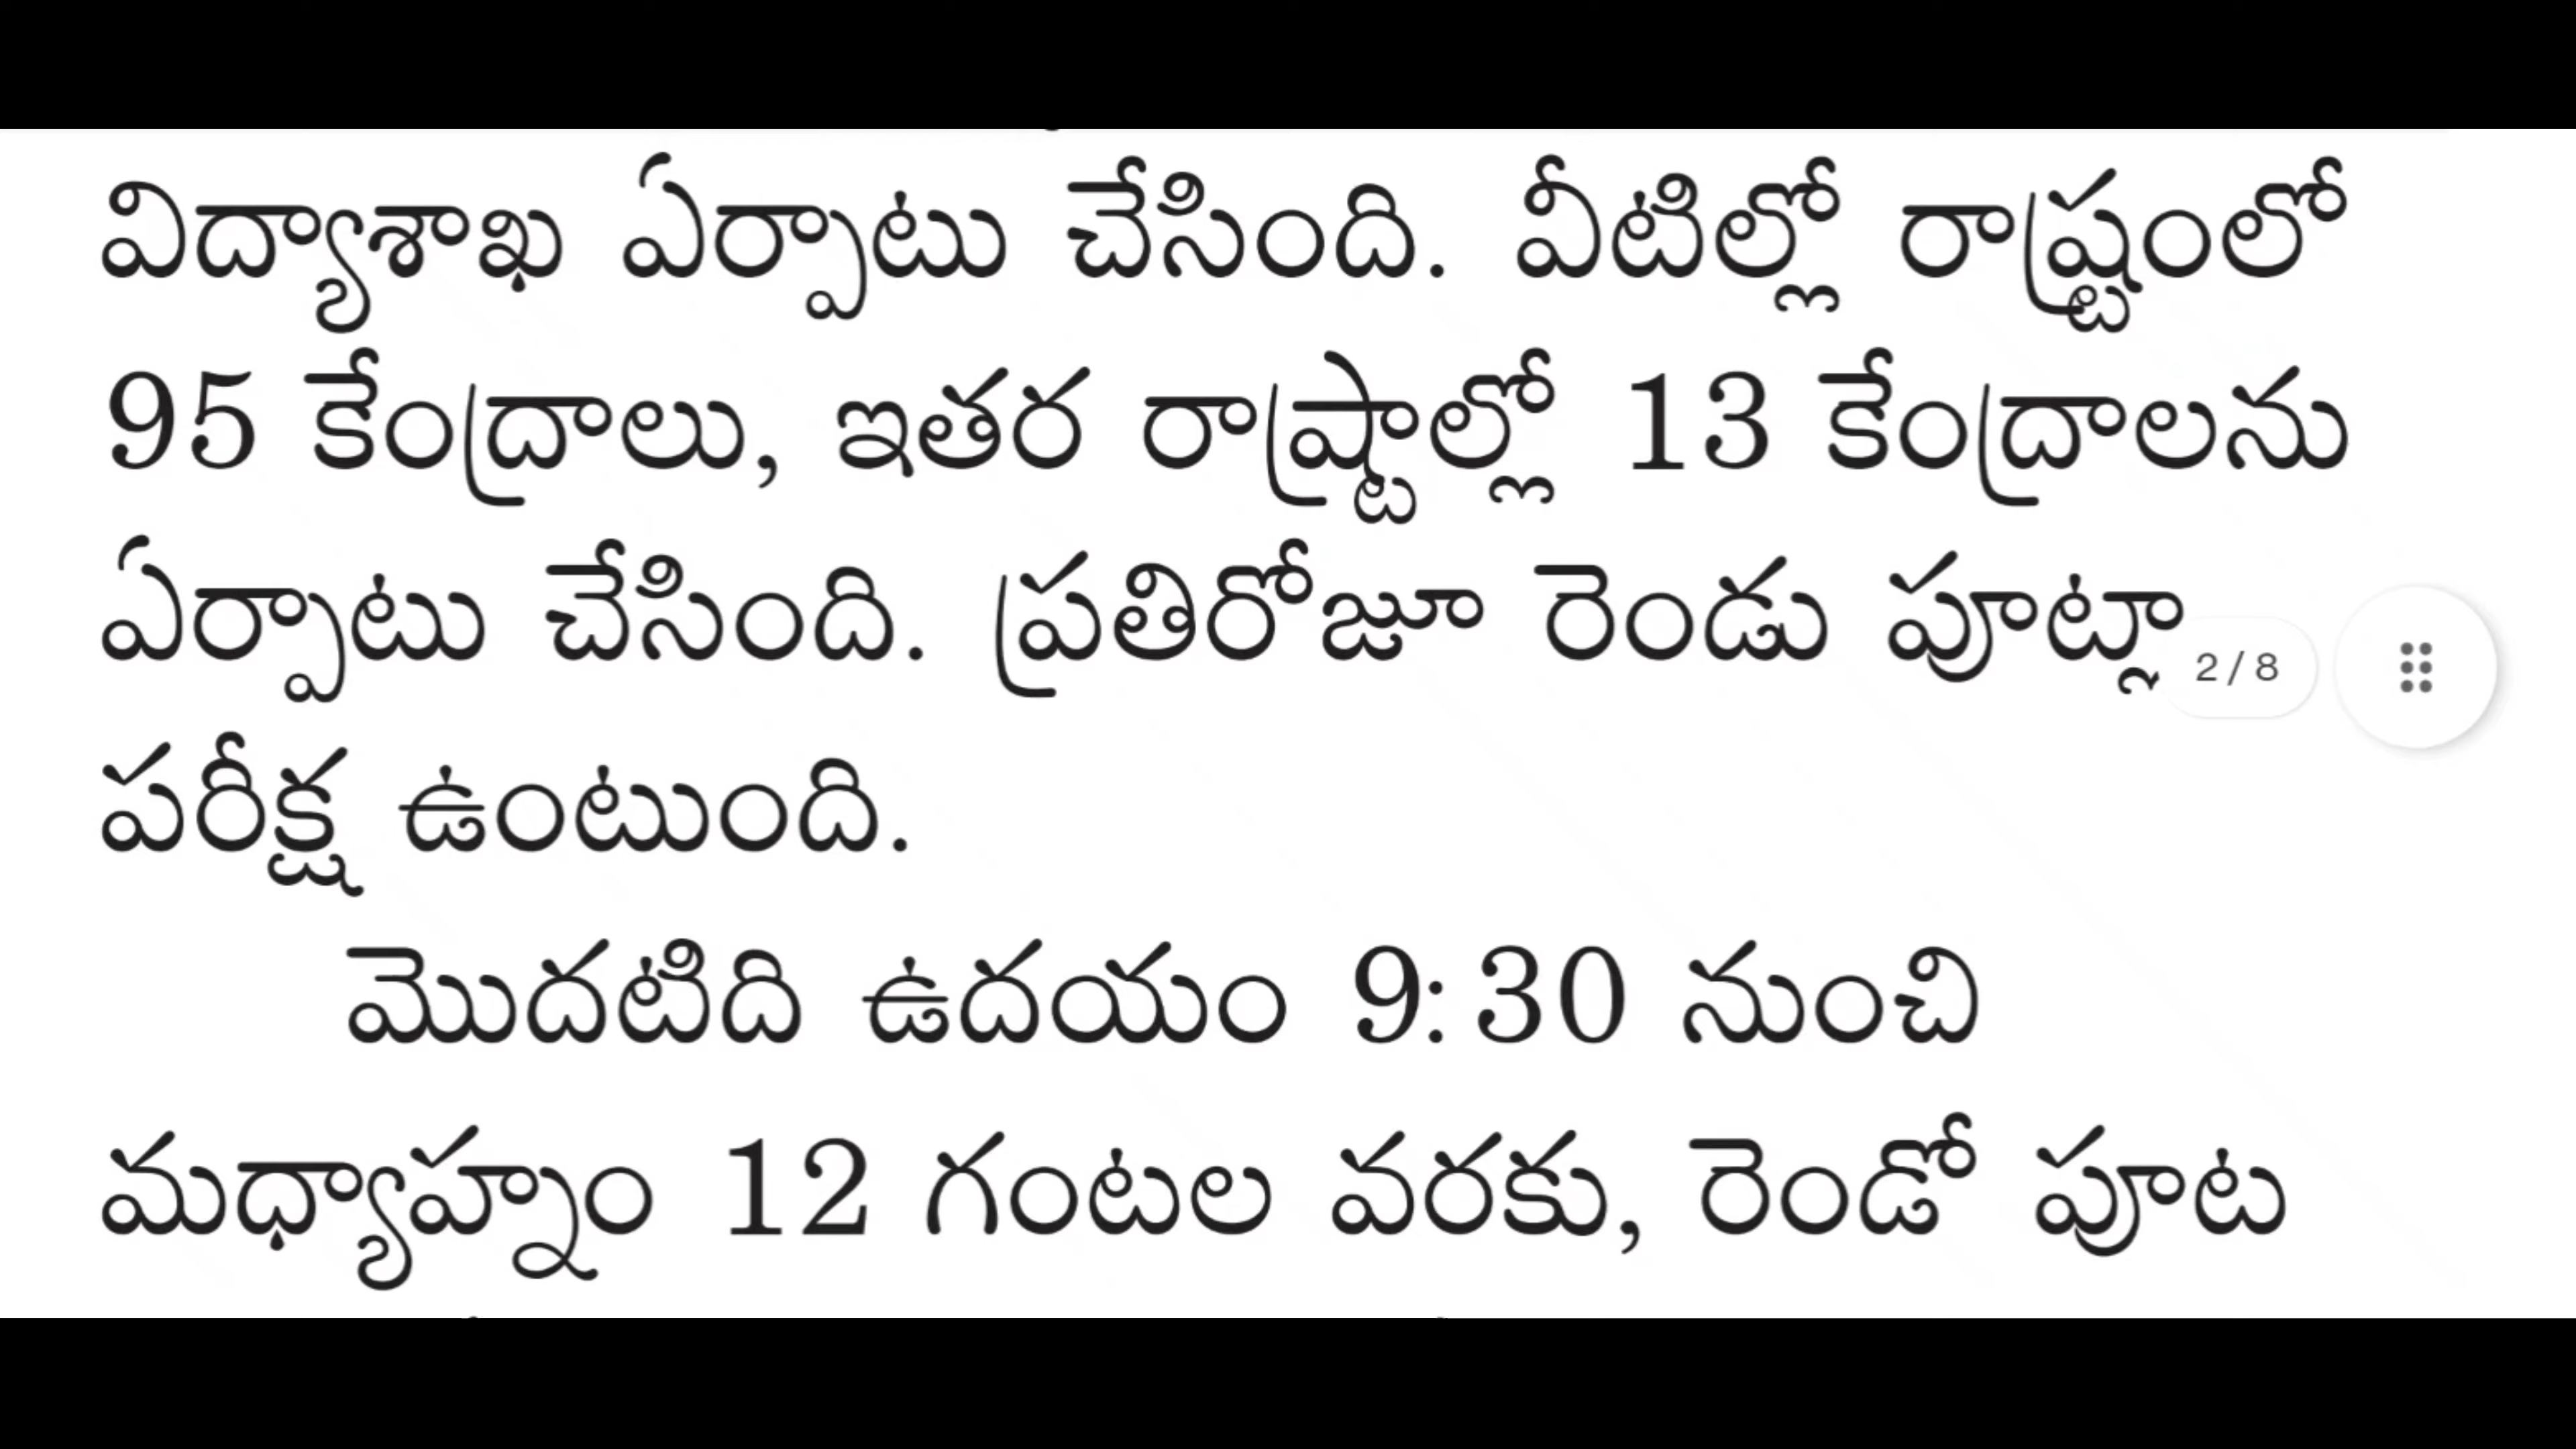 విద్యాశాఖ ఏర్పాటు చేసింది. వీటిల్లో రాష్ట్రంలో
95 కేంద్రాలు, ఇతర రాష్ట్రాల్లో 13 కేంద్రాలను
ఏర్పాటు చేసింది. ప్రతిరోజూ రెండు పూట్లా
2 / 8
పరీక్ష ఉంటుంది.
మొదటిది ఉదయం 9:30 నుంచి
మధ్యాహ్నం 12 గంటల వరకు, రెండో పూట